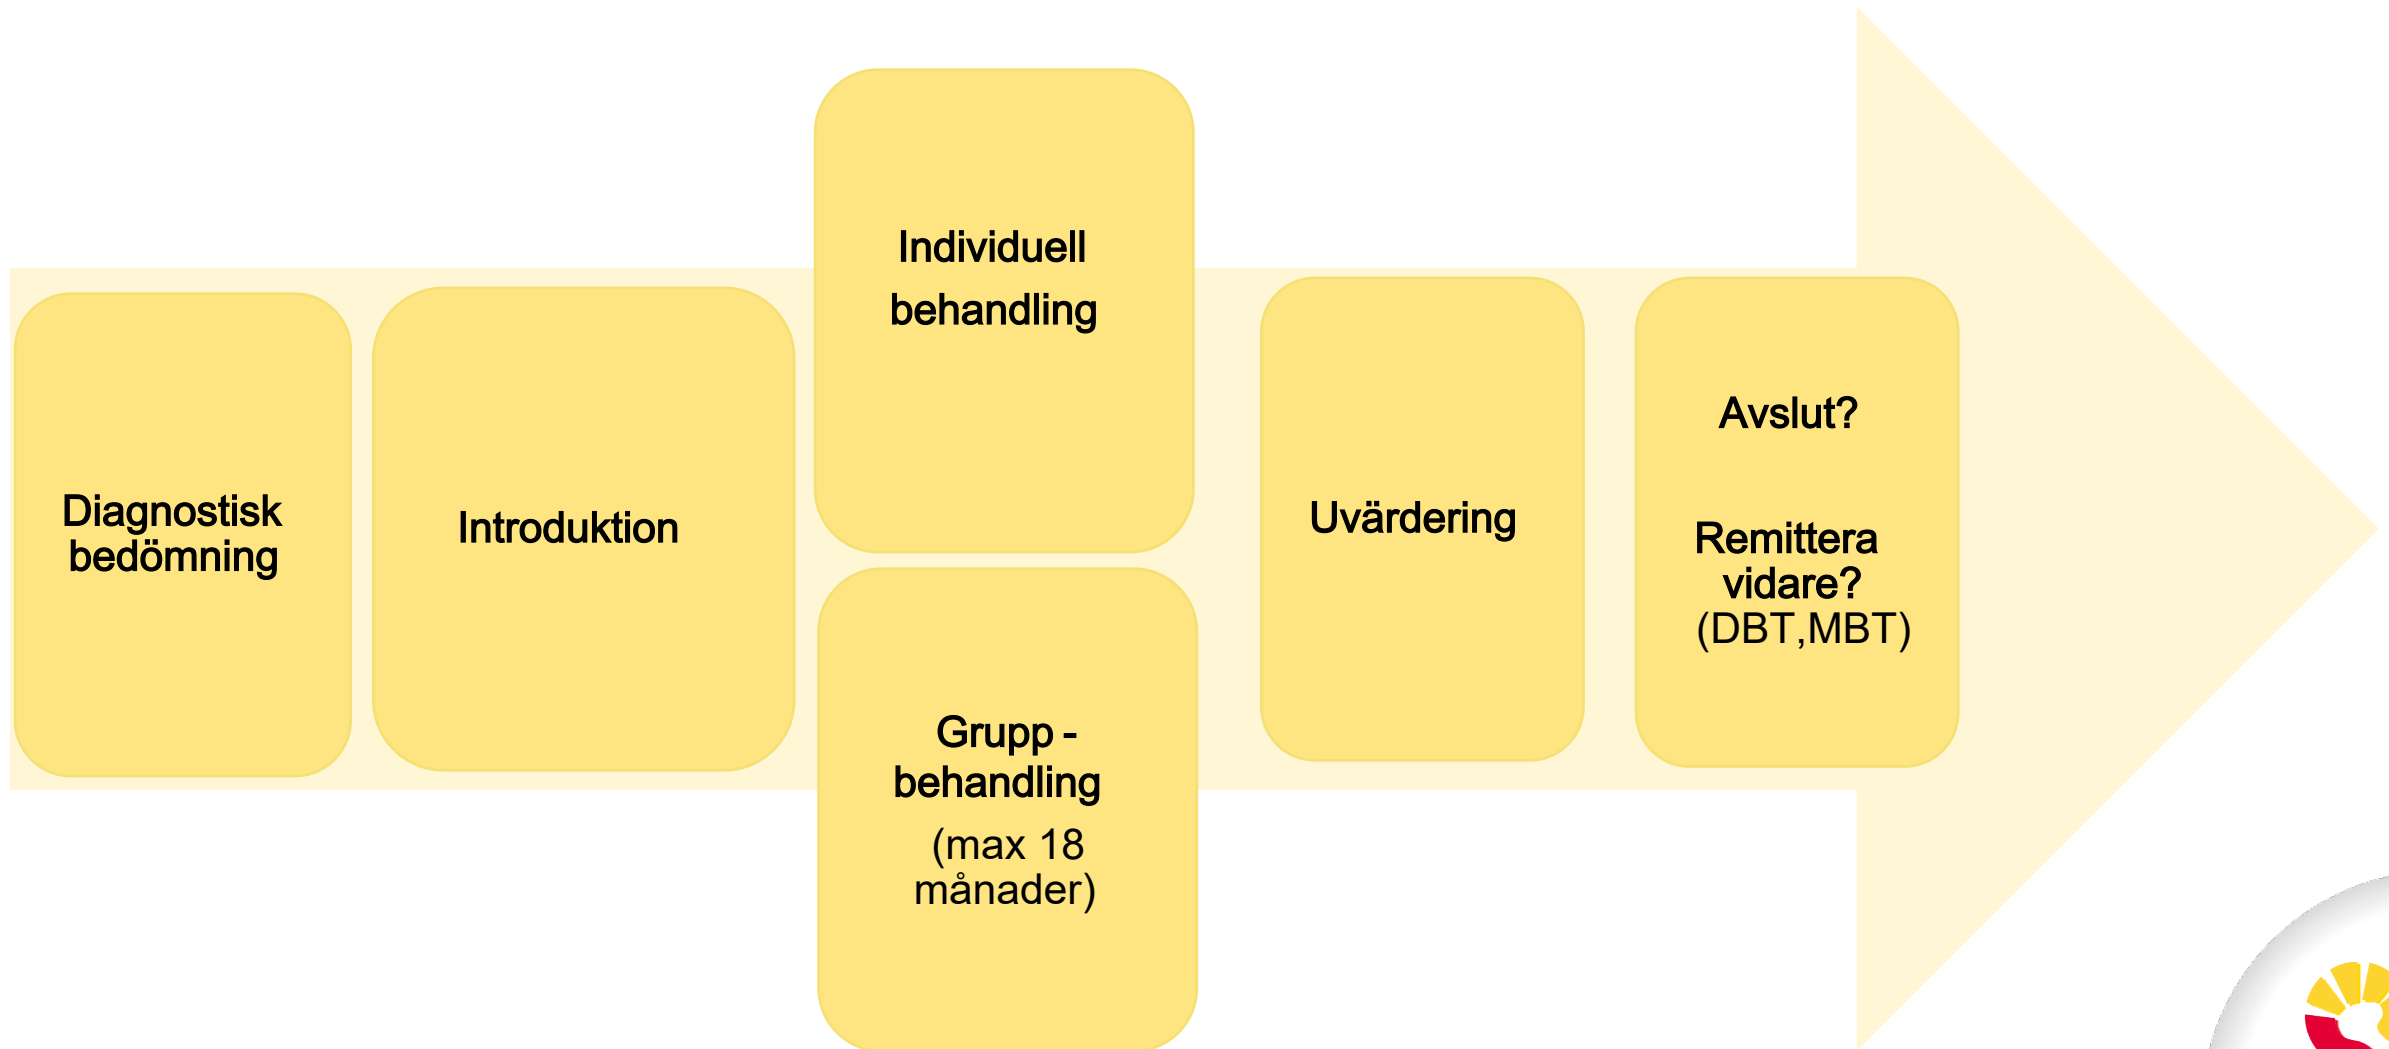 Diagnostisk
bedömning
Introduktion
Individuell
behandling
Grupp -
behandling
(max 18
månader)
Uvärdering
Avslut?
Remittera
vidare?
(DBT,MBT)